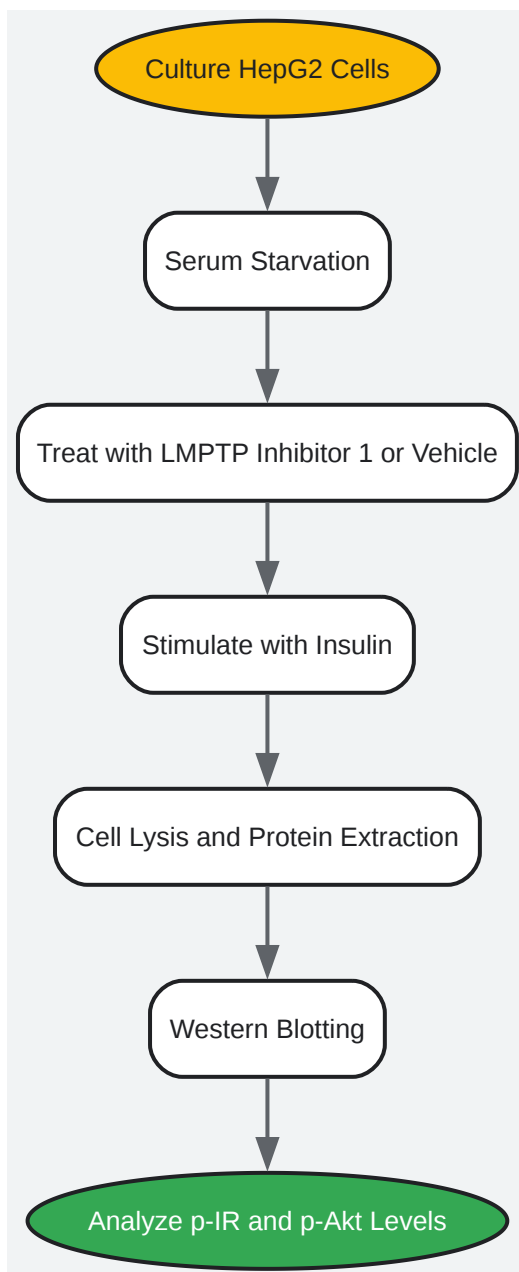 Culture HepG2 Cells
Serum Starvation
Treat with LMPTP Inhibitor 1 or Vehicle
Stimulate with Insulin
Cell Lysis and Protein Extraction
Western Blotting
Analyze p-IR and p-Akt Levels